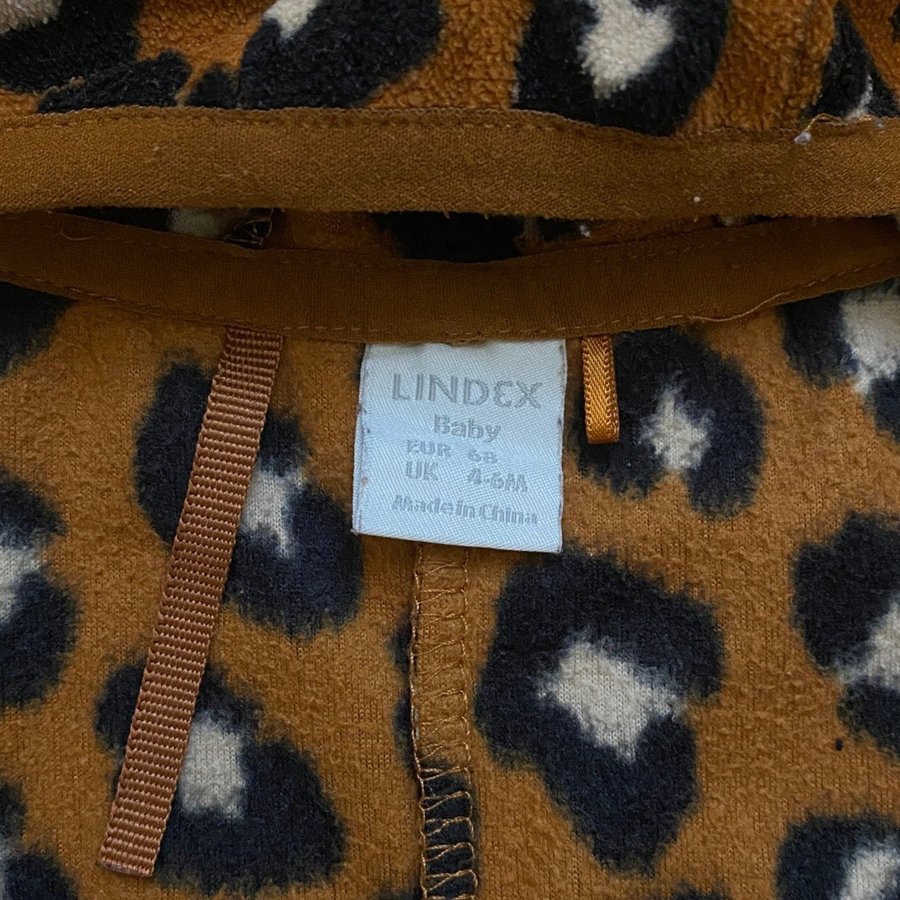 LINDEX
Baby
EUR 68
UK 4-6M
Made in China